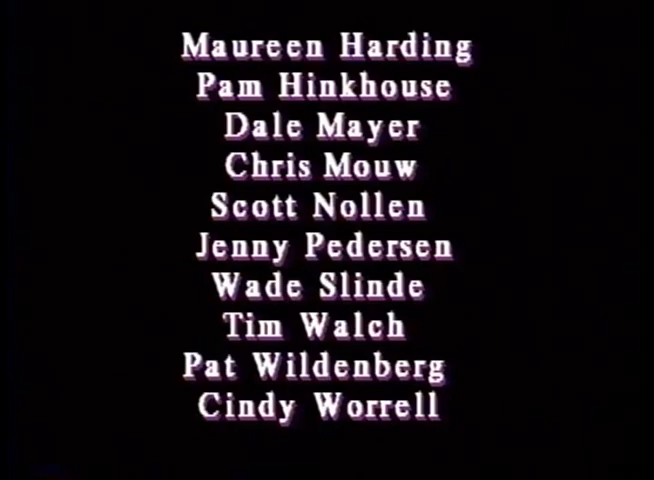 Maureen Harding
Pam Hinkhouse
Dale Mayer
Chris Mouw
Scott Nollen
Jenny Pedersen
Wade Slinde
Tim Walch
Pat Wildenberg
Cindy Worrell